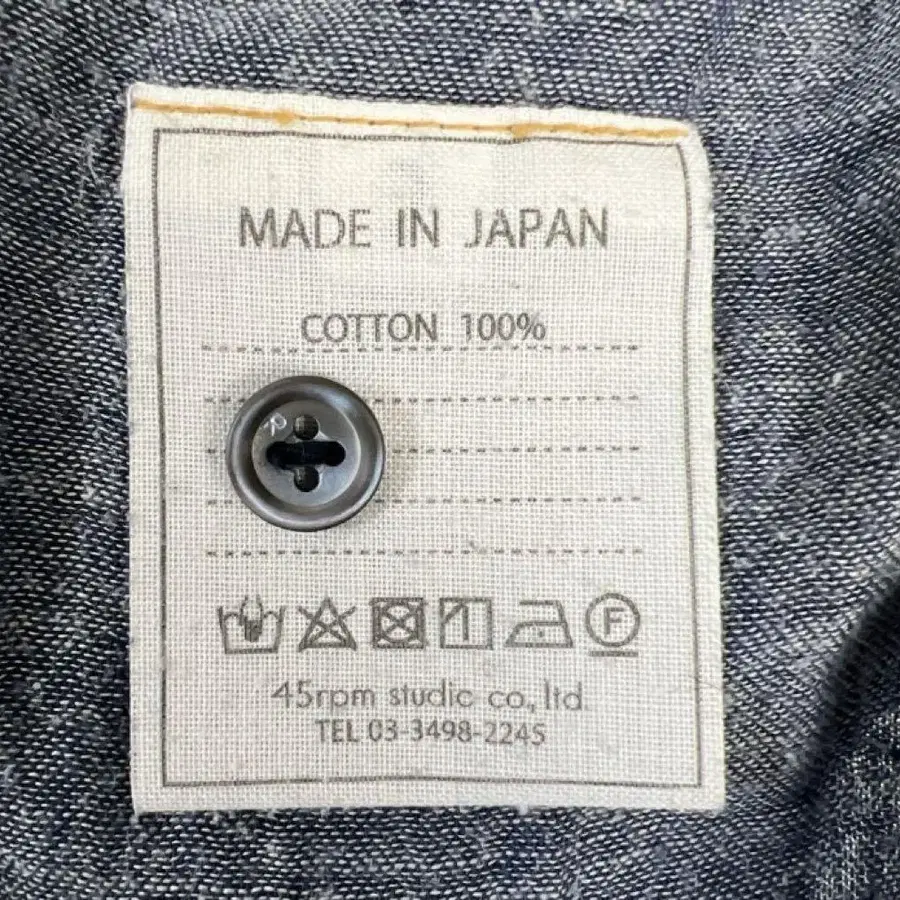 MADE IN JAPAN
COTTON 100%
R
F
45rpm studio co., ltd.
TEL 03-3498-2245